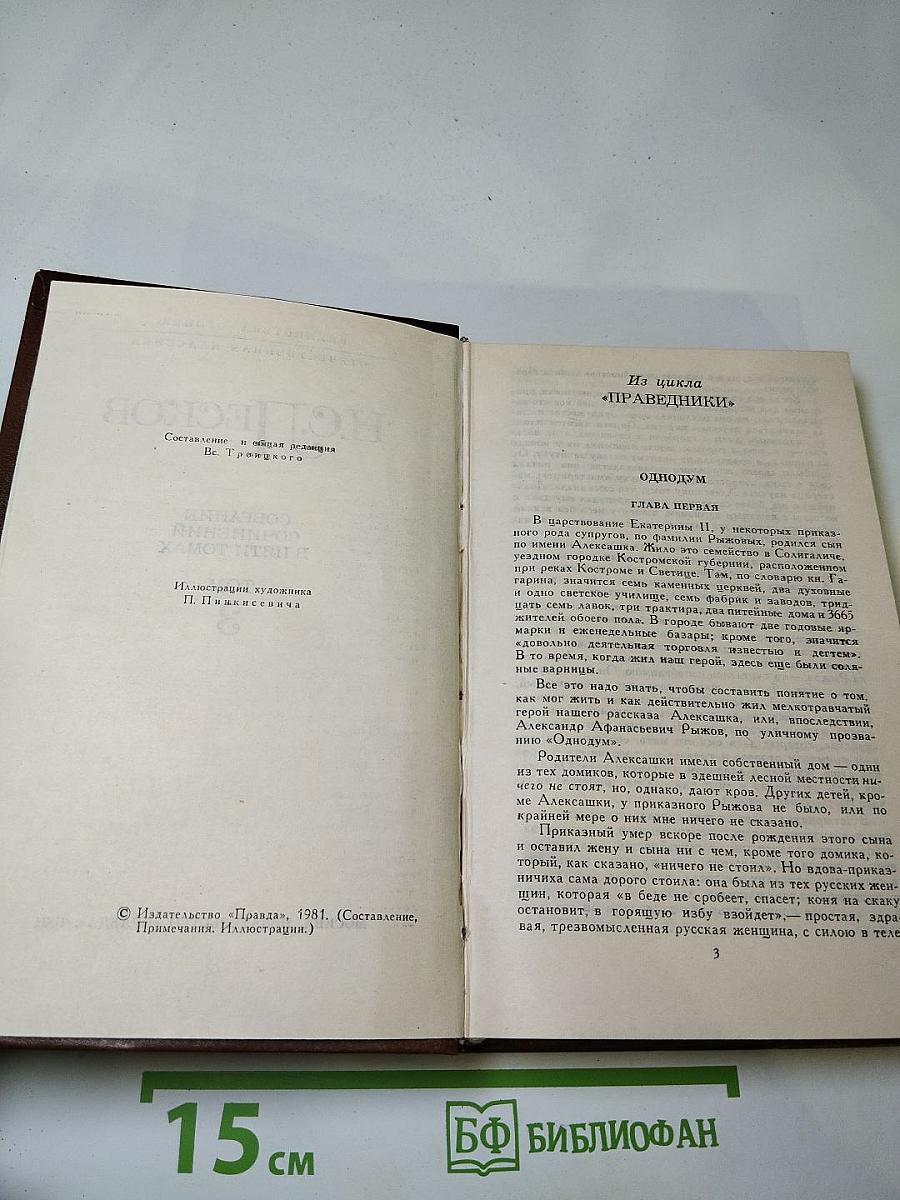 Н.С. ЛЕСКОВ
СОБРАНИЕ
СОЧИНЕНИЙ
В ПЯТИ ТОМАХ
ТОМ
3
Составление и общая редакция
Вс. Троицкого
Иллюстрации художника
П. Пинкисевича
© Издательство «Правда», 1981. (Составление,
Примечания. Иллюстрации.)
Из цикла
«ПРАВЕДНИКИ»
ОДНОДУМ
ГЛАВА ПЕРВАЯ
В царствование Екатерины II, у некоторых приказ-
ного рода супругов, по фамилии Рыжовых, родился сын
по имени Алексашка. Жило это семейство в Солигаличе,
уездном городке Костромской губернии, расположенном
при реках Костроме и Светице. Там, по словарю кн. Га-
гарина, значится семь каменных церквей, два духовные
и одно светское училище, семь фабрик и заводов, трид-
цать семь лавок, три трактира, два питейные дома и 3665
жителей обоего пола. В городе бывают две годовые яр-
марки и еженедельные базары; кроме того, значится
«довольно деятельная торговля известью и дегтем».
В то время, когда жил наш герой, здесь еще были соля-
ные варницы.
Все это надо знать, чтобы составить понятие о том,
как мог жить и как действительно жил мелкотравчатый
герой нашего рассказа Алексашка, или, впоследствии,
Александр Афанасьевич Рыжов, по уличному прозва-
нию «Однодум».
Родители Алексашки имели собственный дом — один
из тех домиков, которые в здешней лесной местности ни-
чего не стоят, но, однако, дают кров. Других детей, кро-
ме Алексашки, у приказного Рыжова не было, или по
крайней мере о них мне ничего не сказано.
Приказный умер вскоре после рождения этого сына
и оставил жену и сына ни с чем, кроме того домика, ко-
торый, как сказано, «ничего не стоил». Но вдова-приказ-
ничиха сама дорого стоила: она была из тех русских жен-
щин, которая «в беде не сробеет, спасет; коня на скаку
остановит, в горящую избу взойдет»,— простая, здра-
вая, трезвомысленная русская женщина, с силою в теле
3
15 см
БФ БИБЛИОФАН